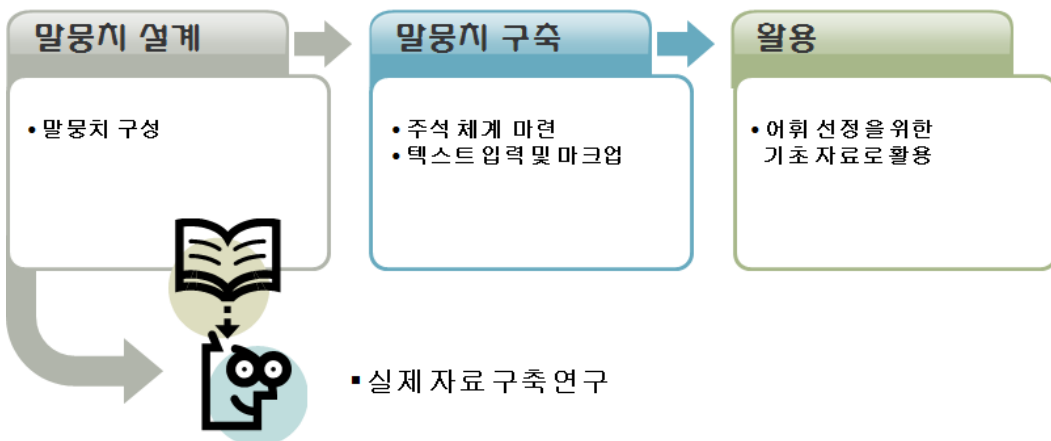 말뭉치 설계
말뭉치 구축
활용
• 말뭉치 구성
• 주석 체계 마련
• 텍스트 입력 및 마크업
• 어휘 선정을 위한
기초 자료로 활용
▪ 실제 자료 구축 연구